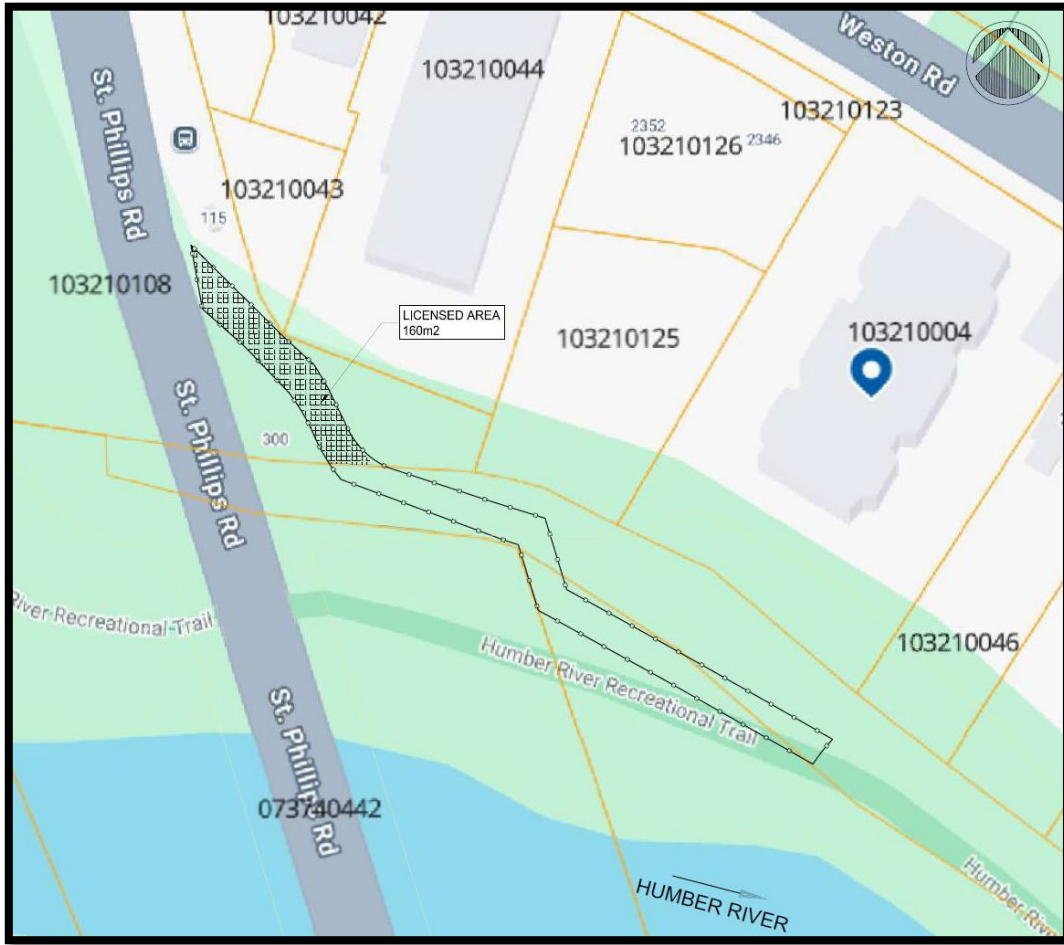 103210042
Weston Rd
103210044
103210123
2352
103210126 2346
St. Phillips Rd
103210043
115
103210108
LICENSED AREA
160m2
103210004
103210125
St. Phillips Rd
300
River Recreational Trail
103210046
Humber River Recreational Trail
St. Phillips Rd
073740442
HUMBER RIVER
Humber River